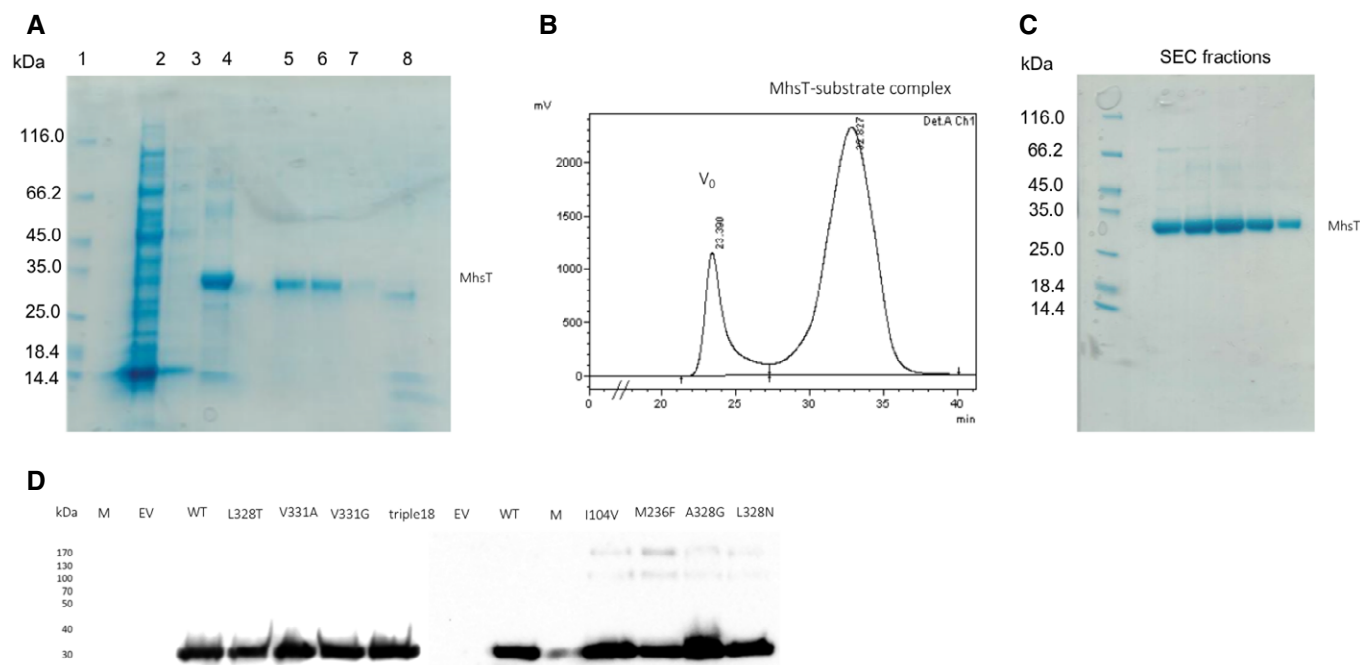 A
kDa 1 2 3 4 5 6 7 8
116.0
66.2
45.0
35.0
25.0
18.4
14.4
MhsT
B
MhsT-substrate complex
mV
Det.A Ch1
2000
1500
1000
500
0
V0
23.390
32.827
0 20 25 30 35 40
min
C
SEC fractions
kDa
116.0
66.2
45.0
35.0
25.0
18.4
14.4
MhsT
D
kDa M EV WT L328T V331A V331G triple18 EV WT M I104V M236F A328G L328N
170
130
100
70
50
40
30